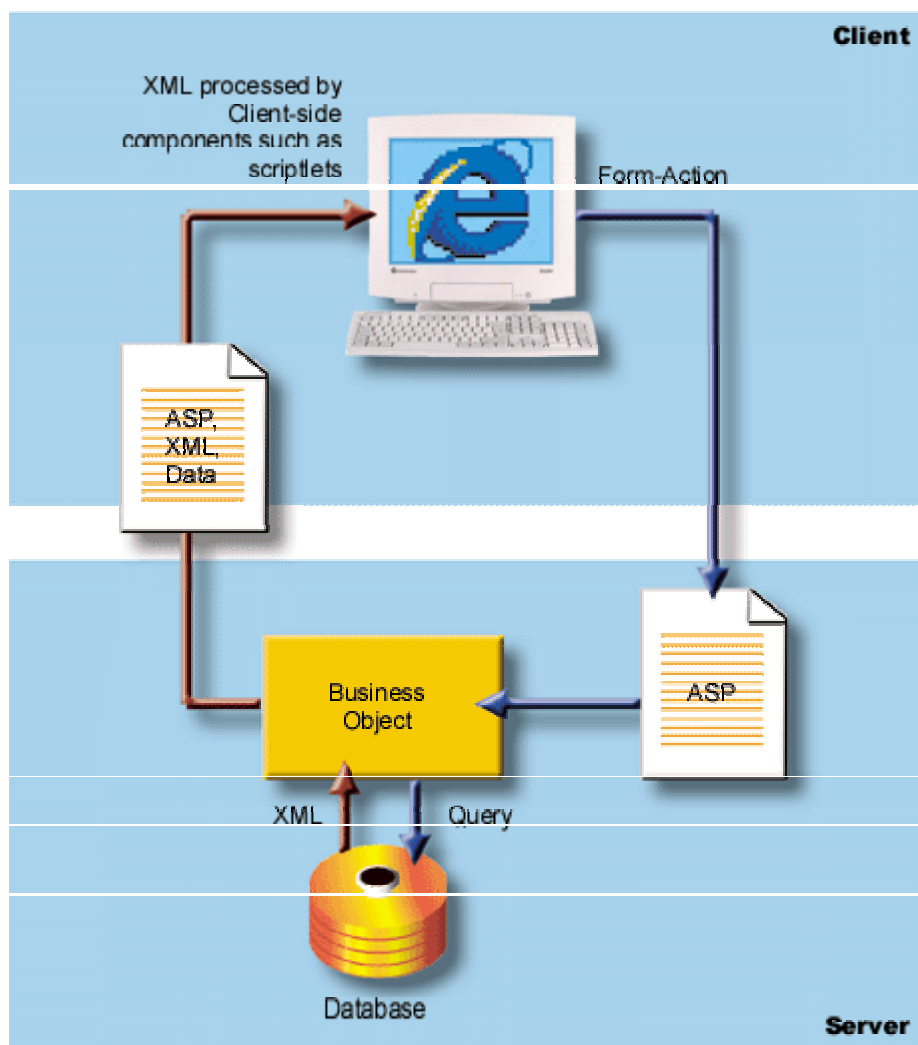 Client
XML processed by
Client-side
components such as
scriptlets
Form-Action
ASP,
XML,
Data
ASP
Business
Object
XML
Query
Database
Server